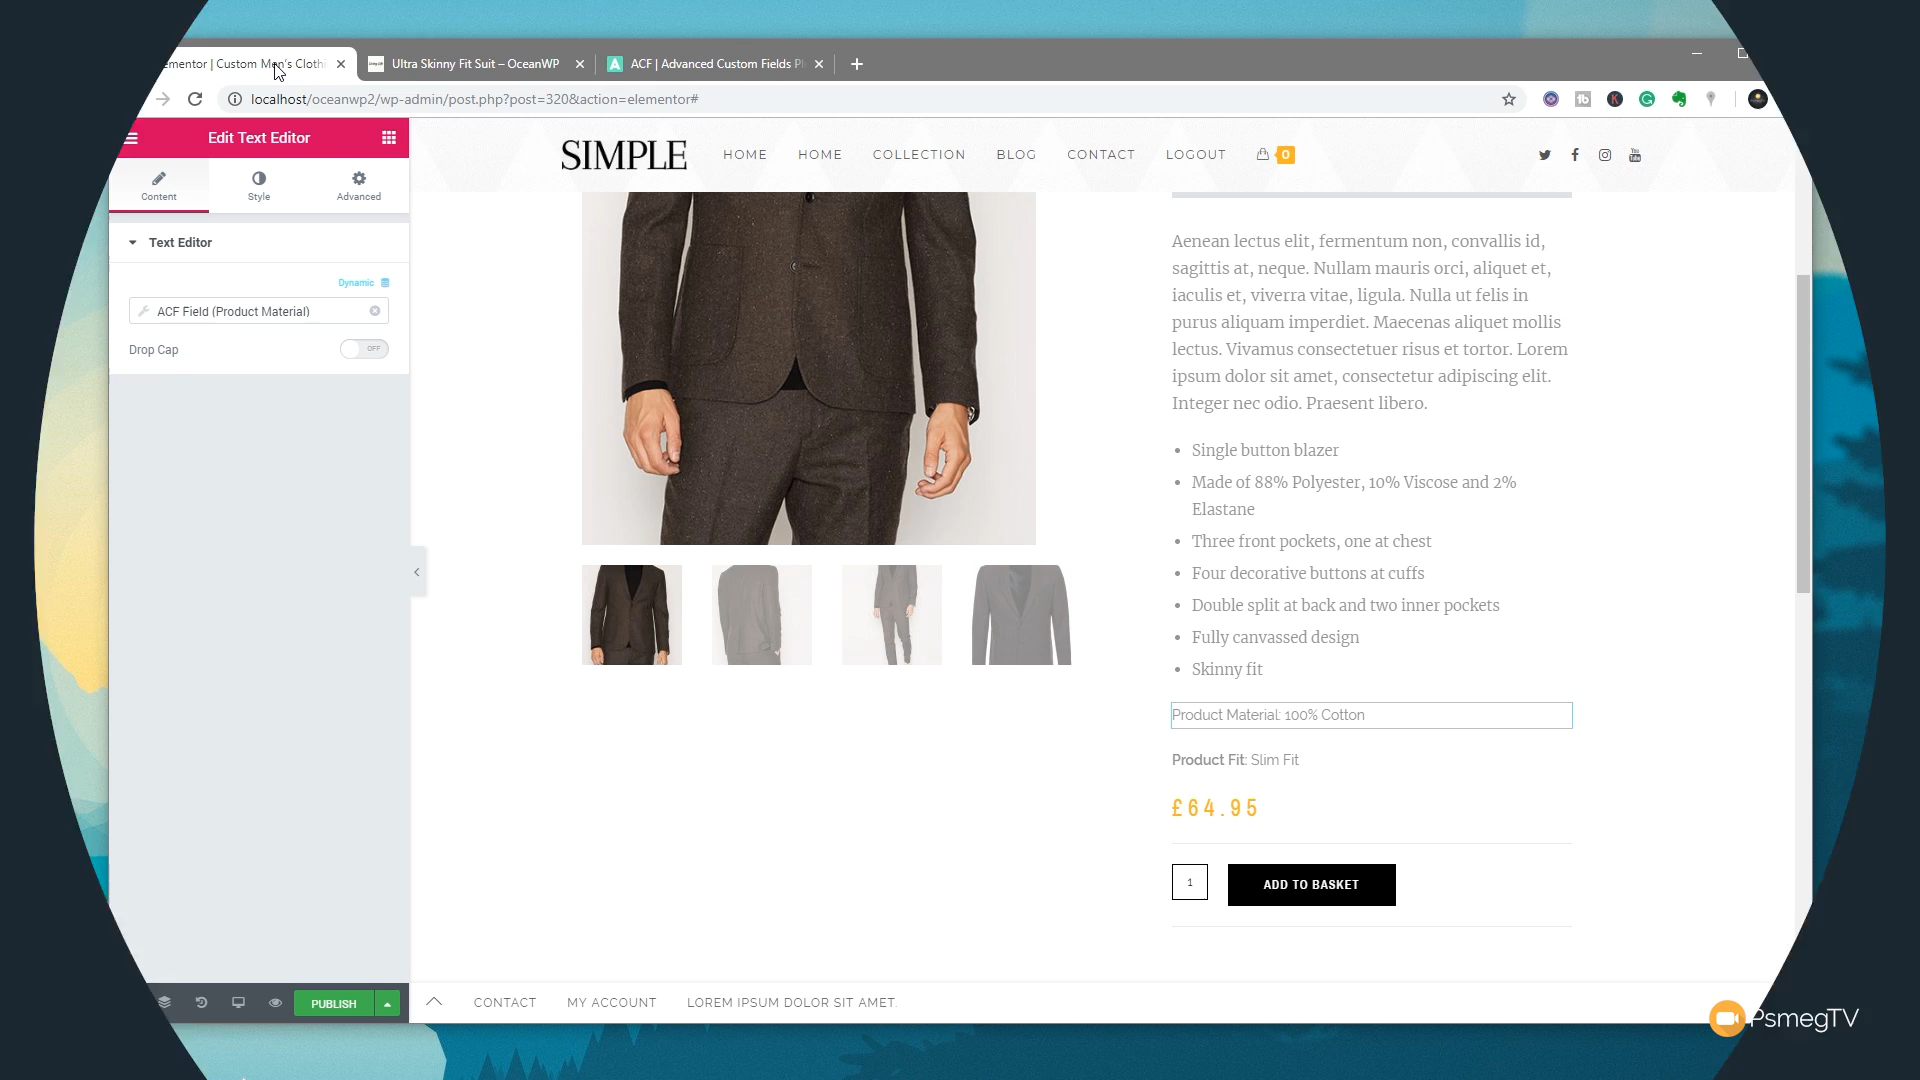 ementor | Custom Men's Clothi
Ultra Skinny Fit Suit – OceanWP
ACF | Advanced Custom Fields Pl
localhost/oceanwp2/wp-admin/post.php?post=320&action=elementor#
Edit Text Editor
Content
Style
Advanced
Text Editor
Dynamic
ACF Field (Product Material)
Drop Cap
OFF
PUBLISH
SIMPLE
HOME
HOME
COLLECTION
BLOG
CONTACT
LOGOUT
0
Aenean lectus elit, fermentum non, convallis id,
sagittis at, neque. Nullam mauris orci, aliquet et,
iaculis et, viverra vitae, ligula. Nulla ut felis in
purus aliquam imperdiet. Maecenas aliquet mollis
lectus. Vivamus consectetuer risus et tortor. Lorem
ipsum dolor sit amet, consectetur adipiscing elit.
Integer nec odio. Praesent libero.
• Single button blazer
• Made of 88% Polyester, 10% Viscose and 2%
Elastane
• Three front pockets, one at chest
• Four decorative buttons at cuffs
• Double split at back and two inner pockets
• Fully canvassed design
• Skinny fit
Product Material: 100% Cotton
Product Fit: Slim Fit
£64.95
1
ADD TO BASKET
CONTACT
MY ACCOUNT
LOREM IPSUM DOLOR SIT AMET.
PsmegTV